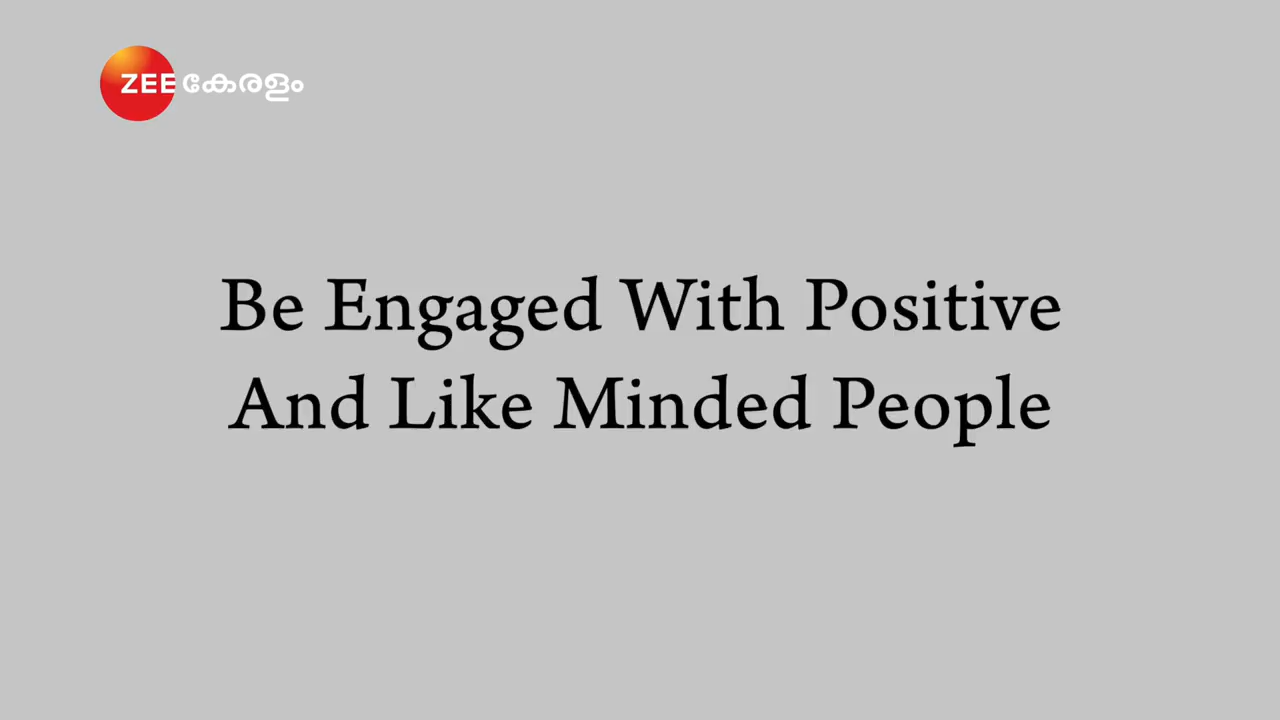 ZEE കേരളം
Be Engaged With Positive
And Like Minded People